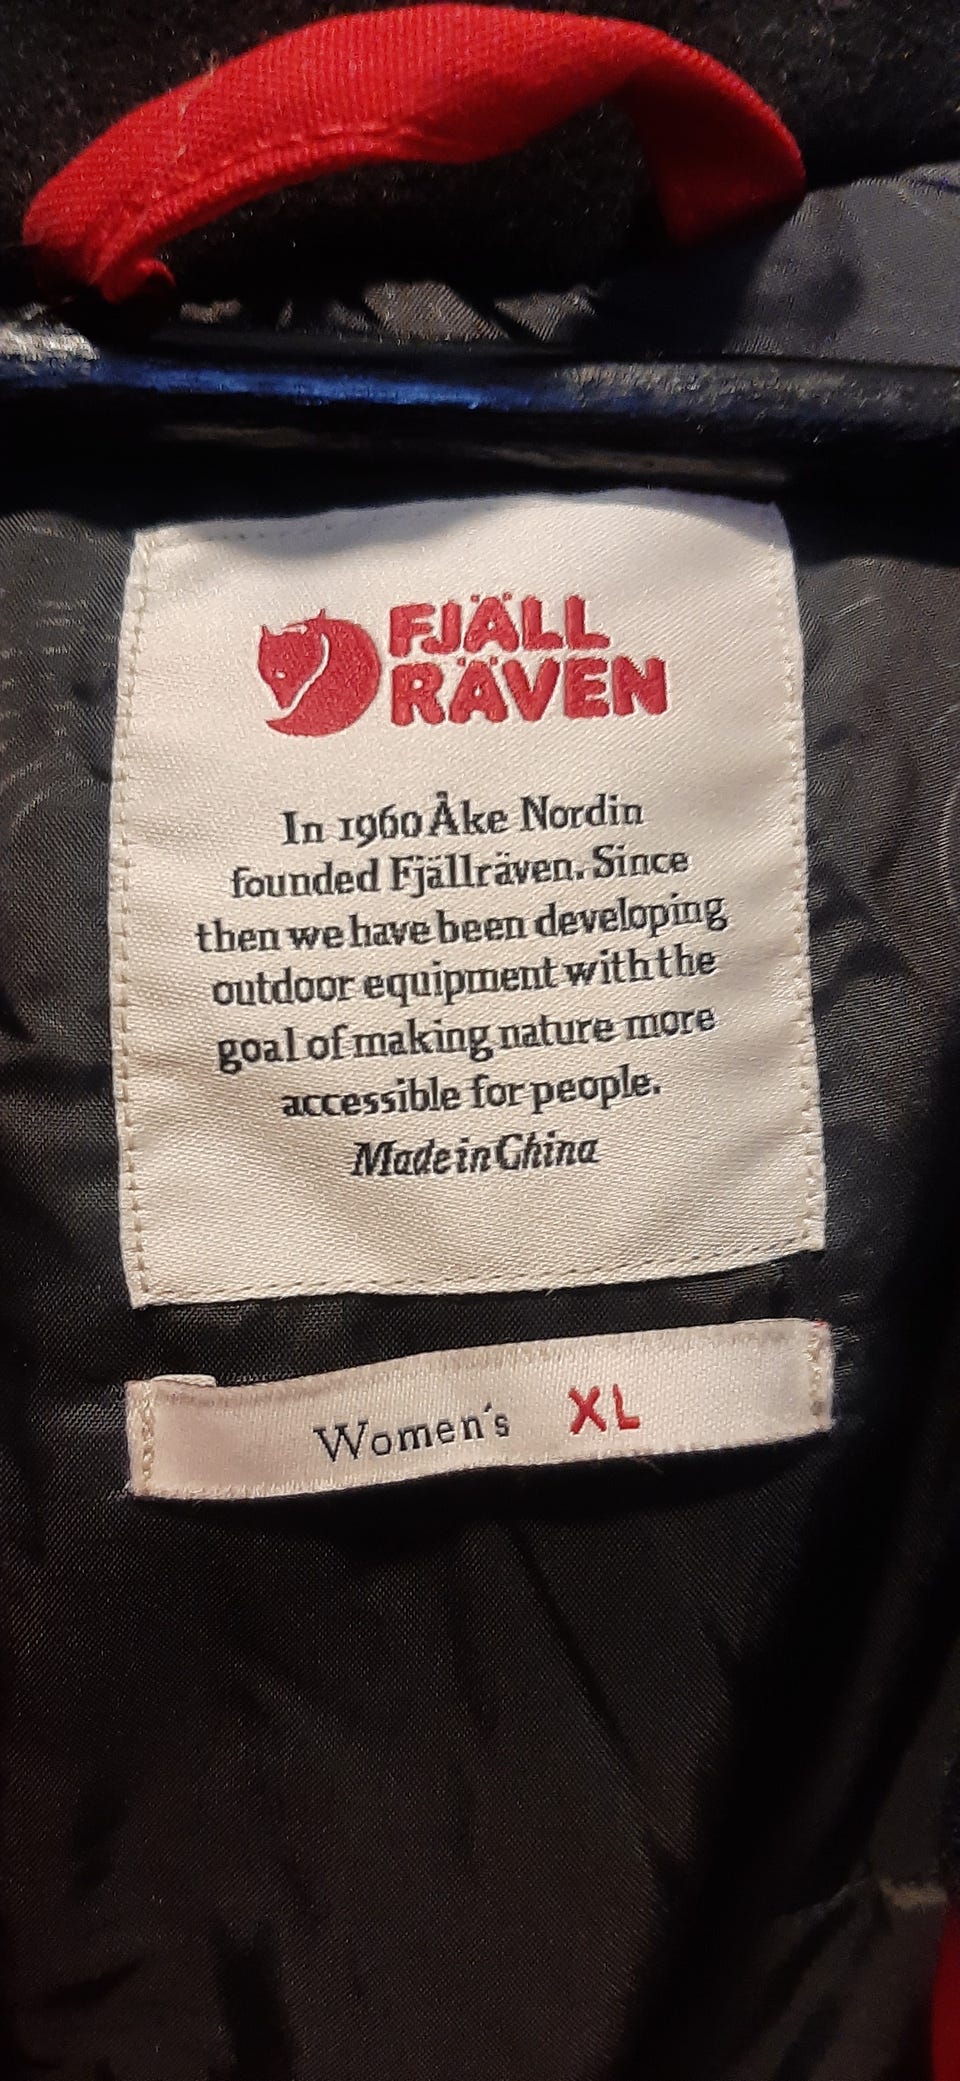 FJÄLL
RÄVEN
In 1960 Åke Nordin
founded Fjällräven. Since
then we have been developing
outdoor equipment with the
goal of making nature more
accessible for people.
Made in China
Women's XL